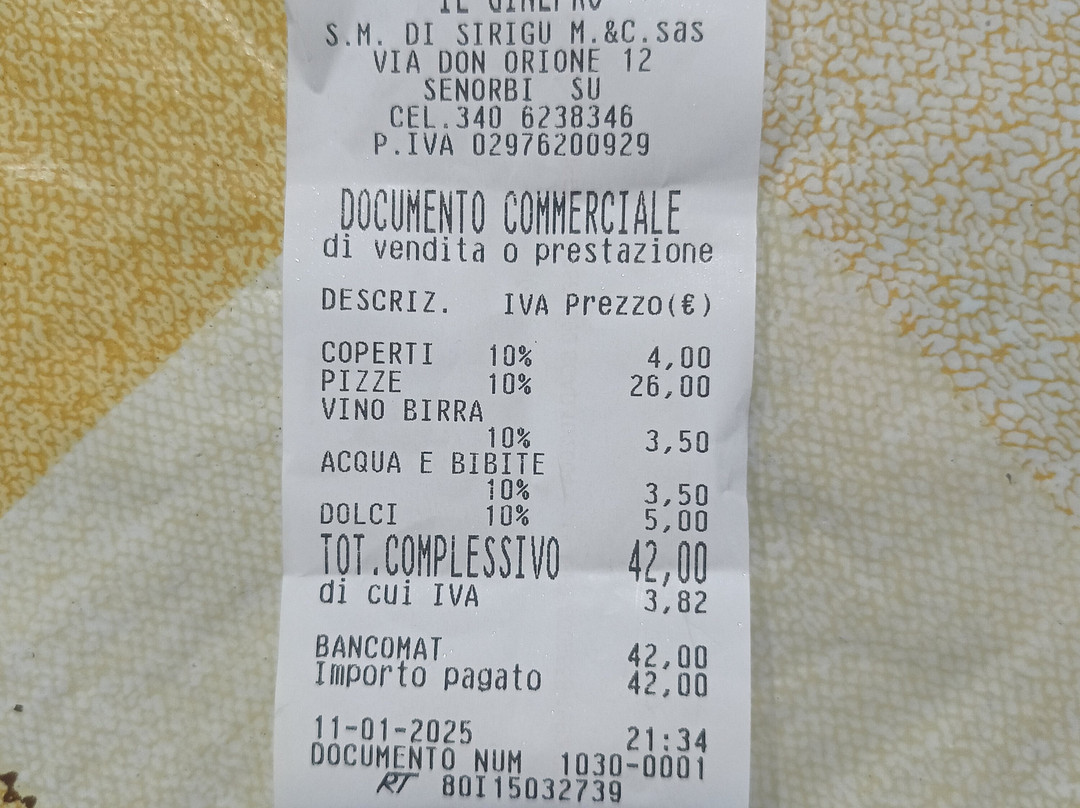 IL GINEPRO
S.M. DI SIRIGU M.&C.sas
VIA DON ORIONE 12
SENORBI SU
CEL.340 6238346
P.IVA 02976200929
DOCUMENTO COMMERCIALE
di vendita o prestazione
DESCRIZ. IVA Prezzo(€)
COPERTI 10% 4,00
PIZZE 10% 26,00
VINO BIRRA
10% 3,50
ACQUA E BIBITE
10% 3,50
DOLCI 10% 5,00
TOT.COMPLESSIVO 42,00
di cui IVA 3,82
BANCOMAT 42,00
Importo pagato 42,00
11-01-2025 21:34
DOCUMENTO NUM 1030-0001
RT 80I15032739